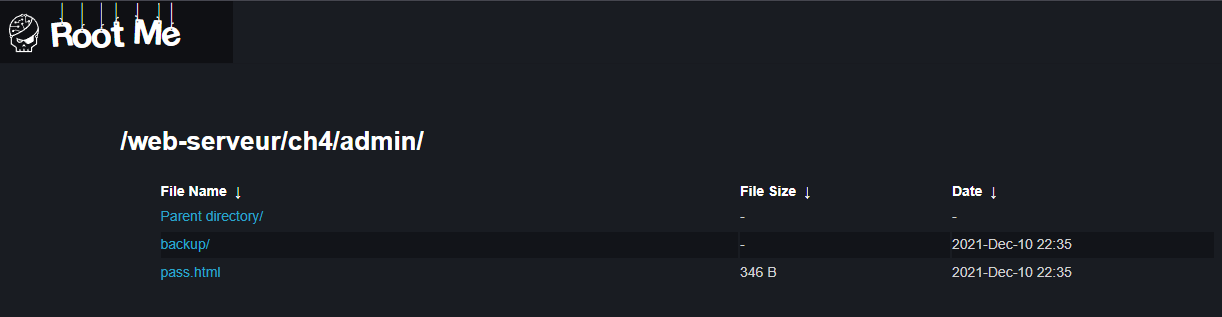 Root Me
/web-serveur/ch4/admin/
File Name ↓ File Size ↓ Date ↓
Parent directory/ - -
backup/ - 2021-Dec-10 22:35
pass.html 346 B 2021-Dec-10 22:35